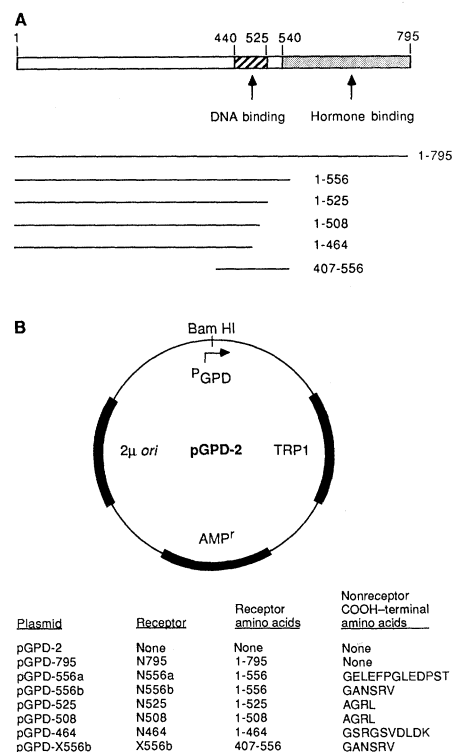 A
1 440 525 540 795
DNA binding Hormone binding
1-795
1-556
1-525
1-508
1-464
407-556
B
Bam HI
PGPD
2μ ori pGPD-2 TRP1
AMPr
Nonreceptor
Receptor COOH–terminal
Plasmid Receptor amino acids amino acids
pGPD-2 None None None
pGPD-795 N795 1-795 None
pGPD-556a N556a 1-556 GELEFPGLEDPST
pGPD-556b N556b 1-556 GANSRV
pGPD-525 N525 1-525 AGRL
pGPD-508 N508 1-508 AGRL
pGPD-464 N464 1-464 GSRGSVDLDK
pGPD-X556b X556b 407-556 GANSRV